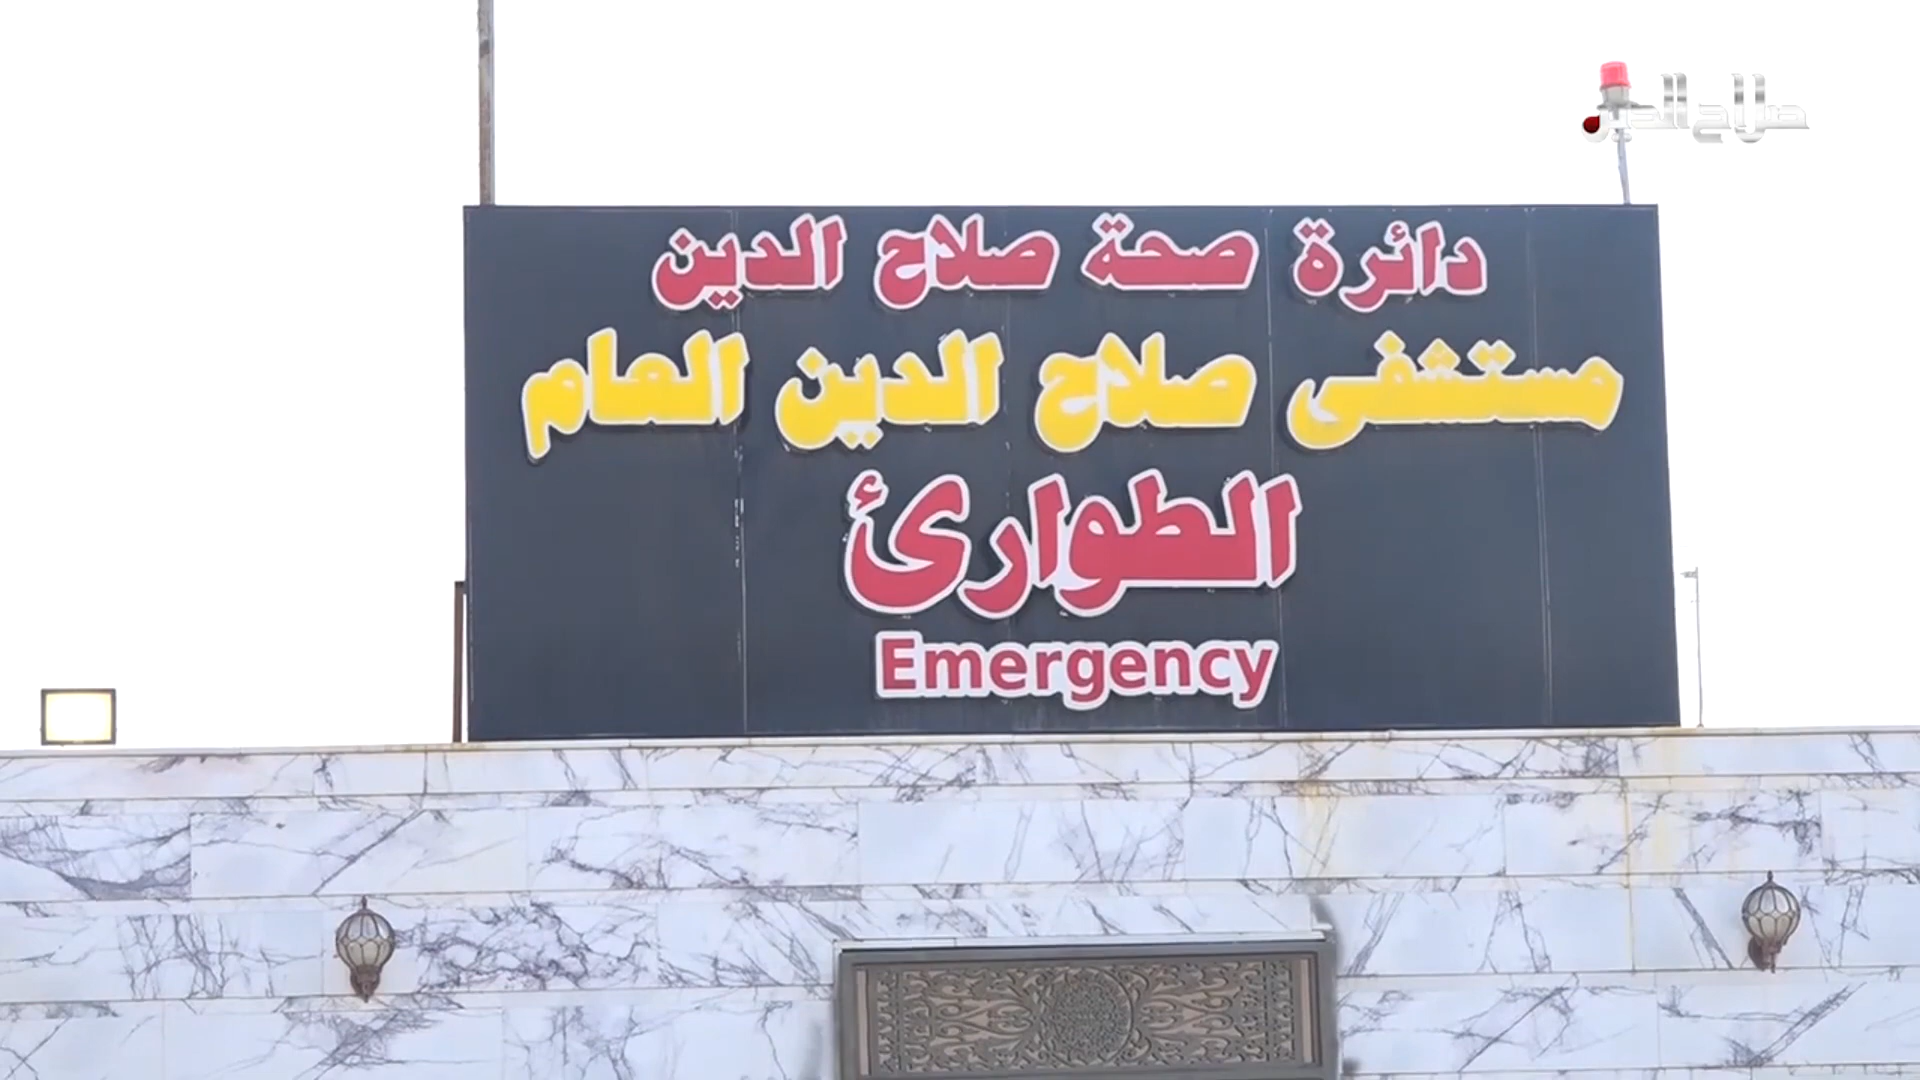 صلاح الدين
دائرة صحة صلاح الدين
مستشفى صلاح الدين العام
الطوارئ
Emergency